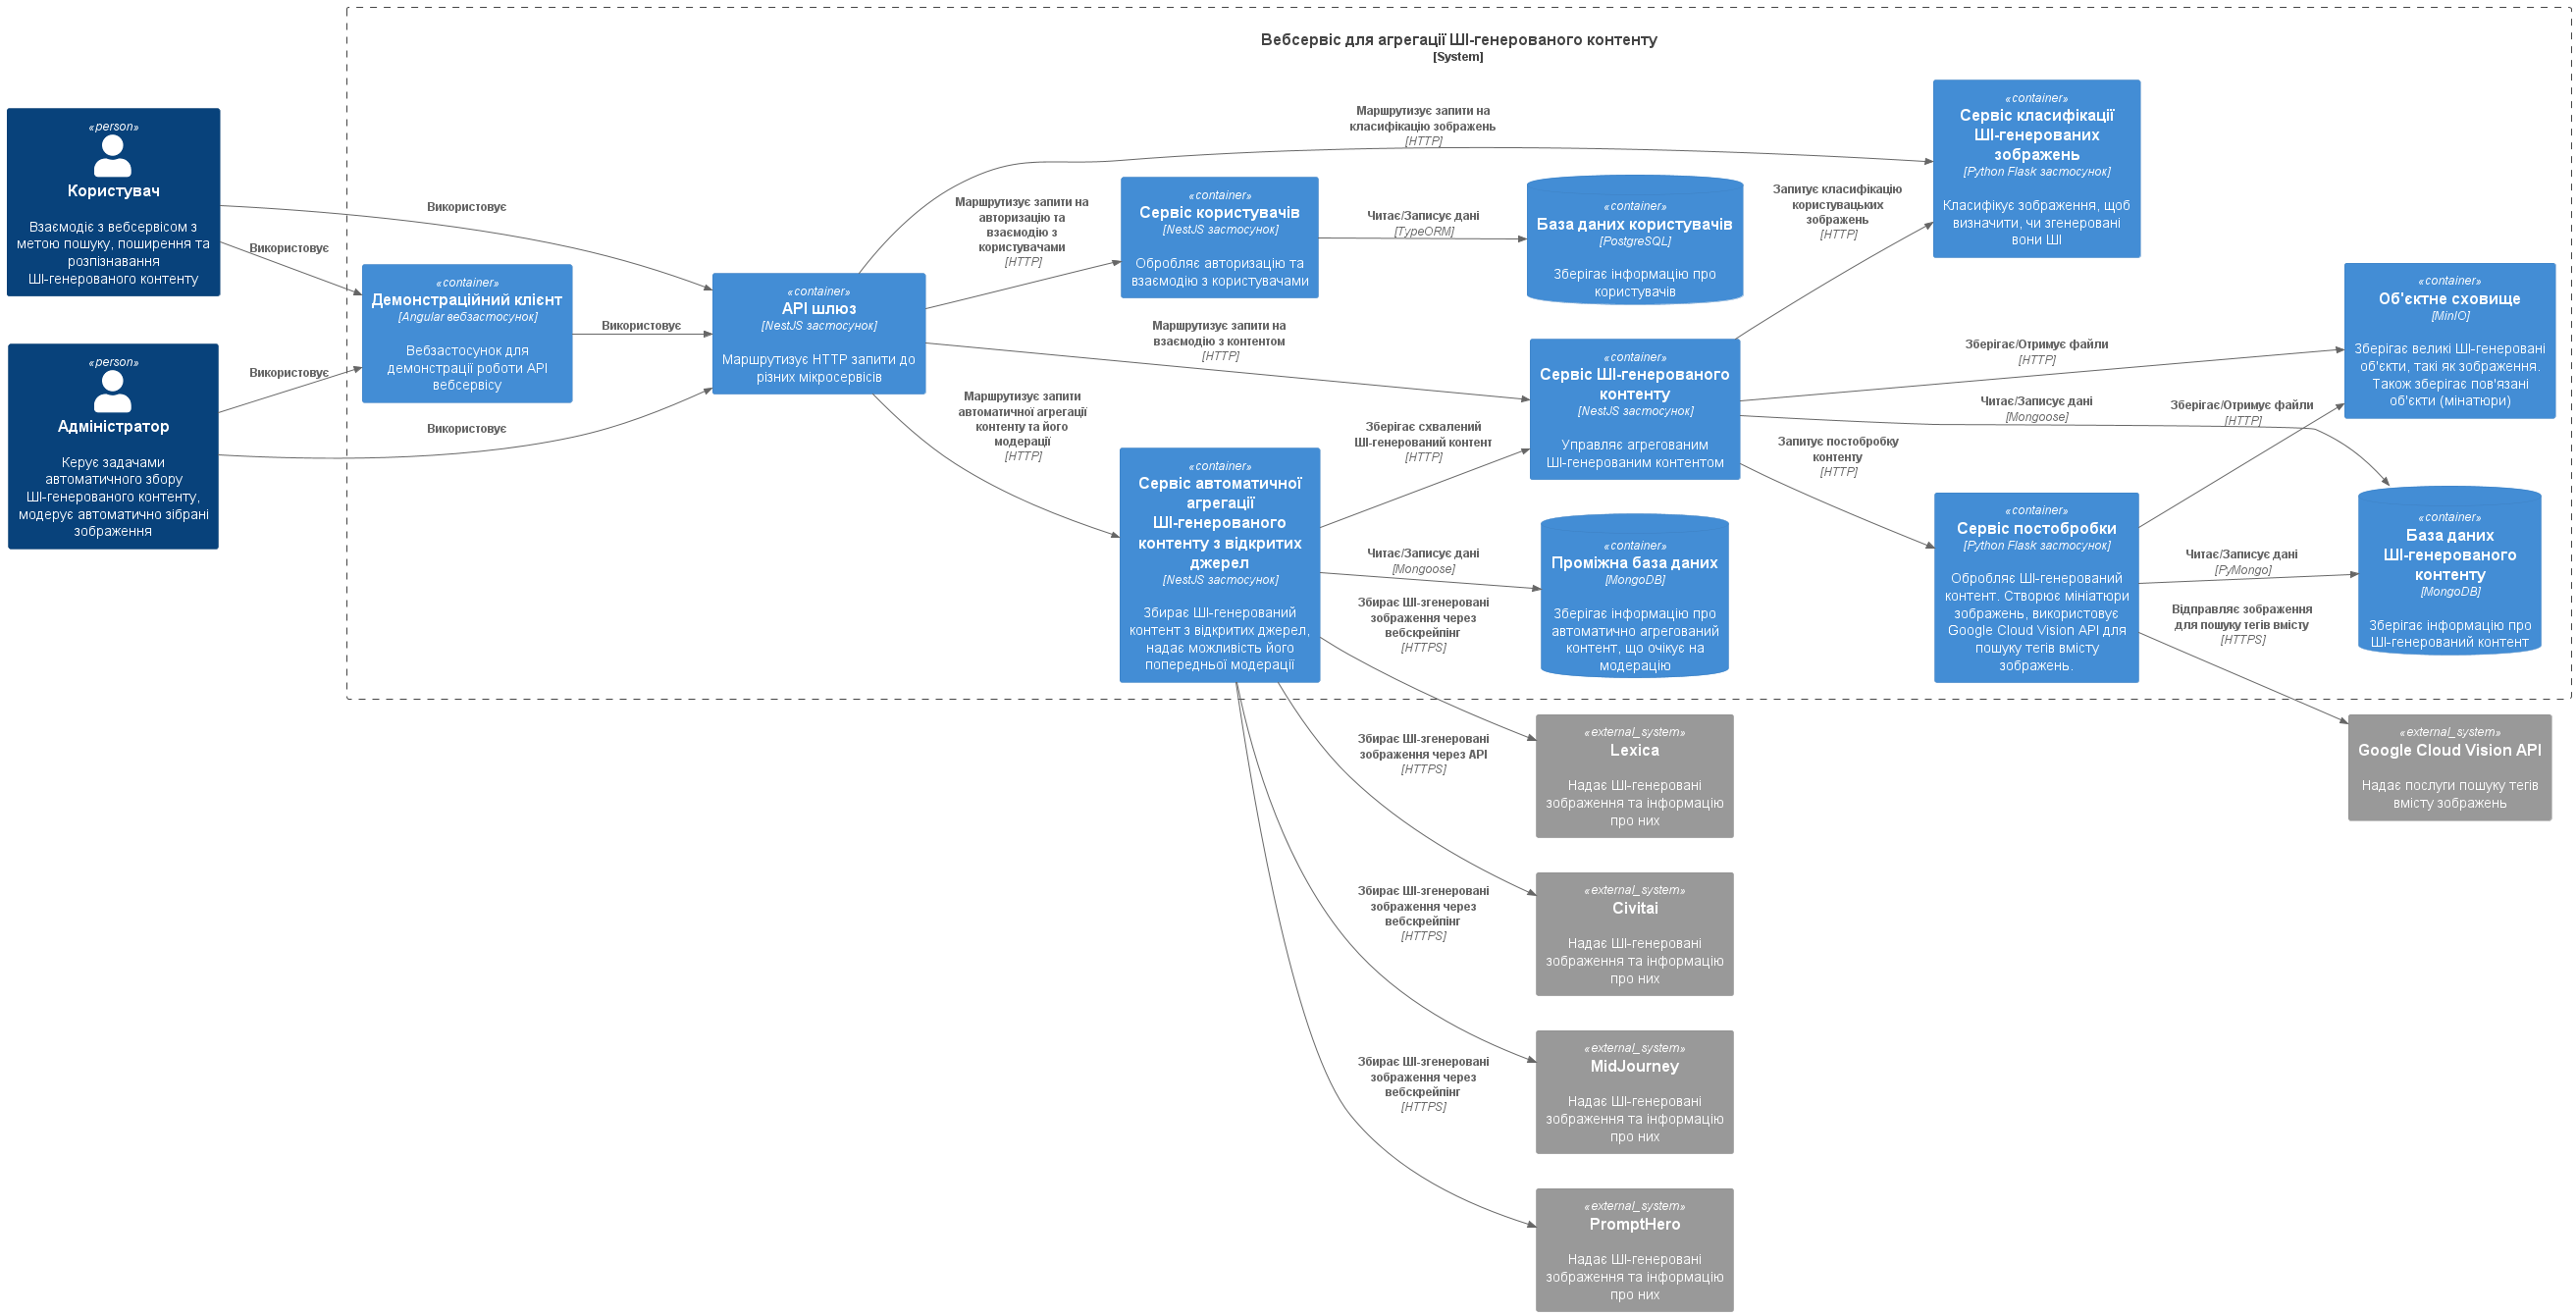 Вебсервіс для агрегації ШІ-генерованого контенту
[System]
«person»
Користувач
Взаємодіє з вебсервісом з
метою пошуку, поширення та
розпізнавання
ШІ-генерованого контенту
«person»
Адміністратор
Керує задачами
автоматичного збору
ШІ-генерованого контенту,
модерує автоматично зібрані
зображення
Використовує
Використовує
Використовує
Використовує
«container»
Демонстраційний клієнт
[Angular вебзастосунок]
Вебзастосунок для
демонстрації роботи API
вебсервісу
Використовує
«container»
API шлюз
[NestJS застосунок]
Маршрутизує HTTP запити до
різних мікросервісів
Маршрутизує запити на
класифікацію зображень
[HTTP]
Маршрутизує запити на
авторизацію та
взаємодію з
користувачами
[HTTP]
Маршрутизує запити на
взаємодію з контентом
[HTTP]
Маршрутизує запити
автоматичної агрегації
контенту та його
модерації
[HTTP]
«container»
Сервіс користувачів
[NestJS застосунок]
Обробляє авторизацію та
взаємодію з користувачами
Читає/Записує дані
[TypeORM]
«container»
База даних користувачів
[PostgreSQL]
Зберігає інформацію про
користувачів
«container»
Сервіс автоматичної
агрегації
ШІ-генерованого
контенту з відкритих
джерел
[NestJS застосунок]
Збирає ШІ-генерований
контент з відкритих джерел,
надає можливість його
попередньої модерації
Зберігає схвалений
ШІ-генерований контент
[HTTP]
Читає/Записує дані
[Mongoose]
Збирає ШІ-згенеровані
зображення через
вебскрейпінг
[HTTPS]
Збирає ШІ-згенеровані
зображення через API
[HTTPS]
Збирає ШІ-згенеровані
зображення через
вебскрейпінг
[HTTPS]
Збирає ШІ-згенеровані
зображення через
вебскрейпінг
[HTTPS]
«container»
Сервіс ШІ-генерованого
контенту
[NestJS застосунок]
Управляє агрегованим
ШІ-генерованим контентом
«container»
Проміжна база даних
[MongoDB]
Зберігає інформацію про
автоматично агрегований
контент, що очікує на
модерацію
Запитує класифікацію
користувацьких
зображень
[HTTP]
Зберігає/Отримує файли
[HTTP]
Читає/Записує дані
[Mongoose]
Запитує постобробку
контенту
[HTTP]
«container»
Сервіс класифікації
ШІ-генерованих
зображень
[Python Flask застосунок]
Класифікує зображення, щоб
визначити, чи згенеровані
вони ШІ
«container»
Сервіс постобробки
[Python Flask застосунок]
Обробляє ШІ-генерований
контент. Створює мініатюри
зображень, використовує
Google Cloud Vision API для
пошуку тегів вмісту
зображень.
Зберігає/Отримує файли
[HTTP]
Читає/Записує дані
[PyMongo]
Відправляє зображення
для пошуку тегів вмісту
[HTTPS]
«container»
Об'єктне сховище
[MinIO]
Зберігає великі ШІ-генеровані
об'єкти, такі як зображення.
Також зберігає пов'язані
об'єкти (мінатюри)
«container»
База даних
ШІ-генерованого
контенту
[MongoDB]
Зберігає інформацію про
ШІ-генерований контент
«external_system»
Lexica
Надає ШІ-генеровані
зображення та інформацію
про них
«external_system»
Google Cloud Vision API
Надає послуги пошуку тегів
вмісту зображень
«external_system»
Civitai
Надає ШІ-генеровані
зображення та інформацію
про них
«external_system»
MidJourney
Надає ШІ-генеровані
зображення та інформацію
про них
«external_system»
PromptHero
Надає ШІ-генеровані
зображення та інформацію
про них